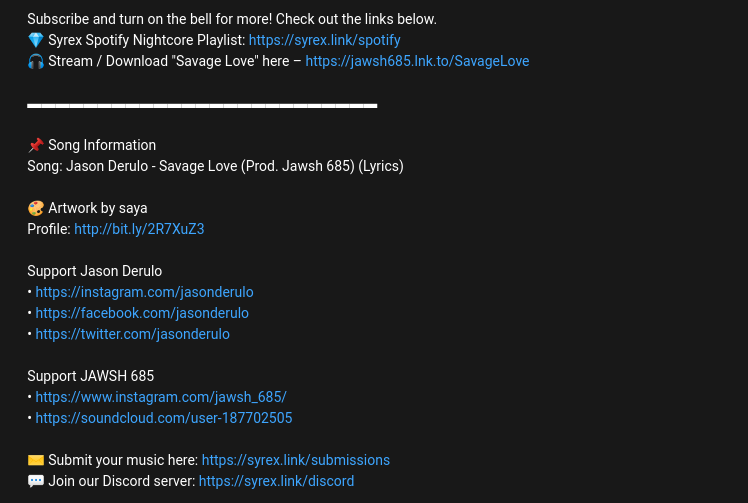 Subscribe and turn on the bell for more! Check out the links below.
💎 Syrex Spotify Nightcore Playlist: https://syrex.link/spotify
🎧 Stream / Download "Savage Love" here – https://jawsh685.lnk.to/SavageLove
▬▬▬▬▬▬▬▬▬▬▬▬▬▬▬▬▬▬▬▬▬▬▬▬▬
📌 Song Information
Song: Jason Derulo - Savage Love (Prod. Jawsh 685) (Lyrics)
🎨 Artwork by saya
Profile: http://bit.ly/2R7XuZ3
Support Jason Derulo
• https://instagram.com/jasonderulo
• https://facebook.com/jasonderulo
• https://twitter.com/jasonderulo
Support JAWSH 685
• https://www.instagram.com/jawsh_685/
• https://soundcloud.com/user-187702505
✉️ Submit your music here: https://syrex.link/submissions
💬 Join our Discord server: https://syrex.link/discord